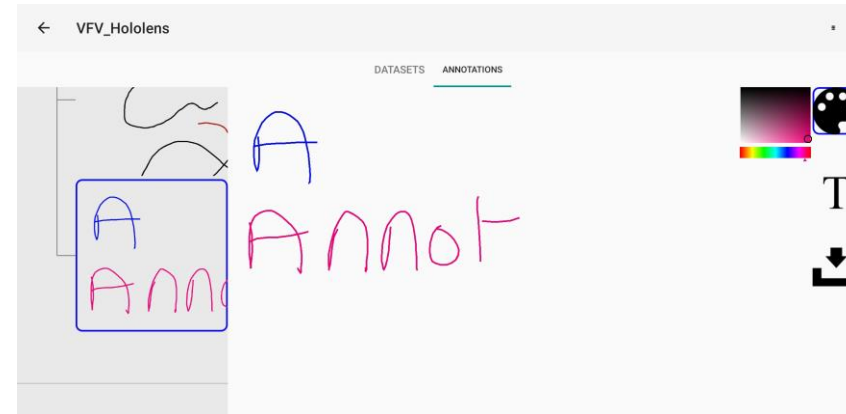 VFV_Hololens
DATASETS ANNOTATIONS
A
Annot
A
Anno
T